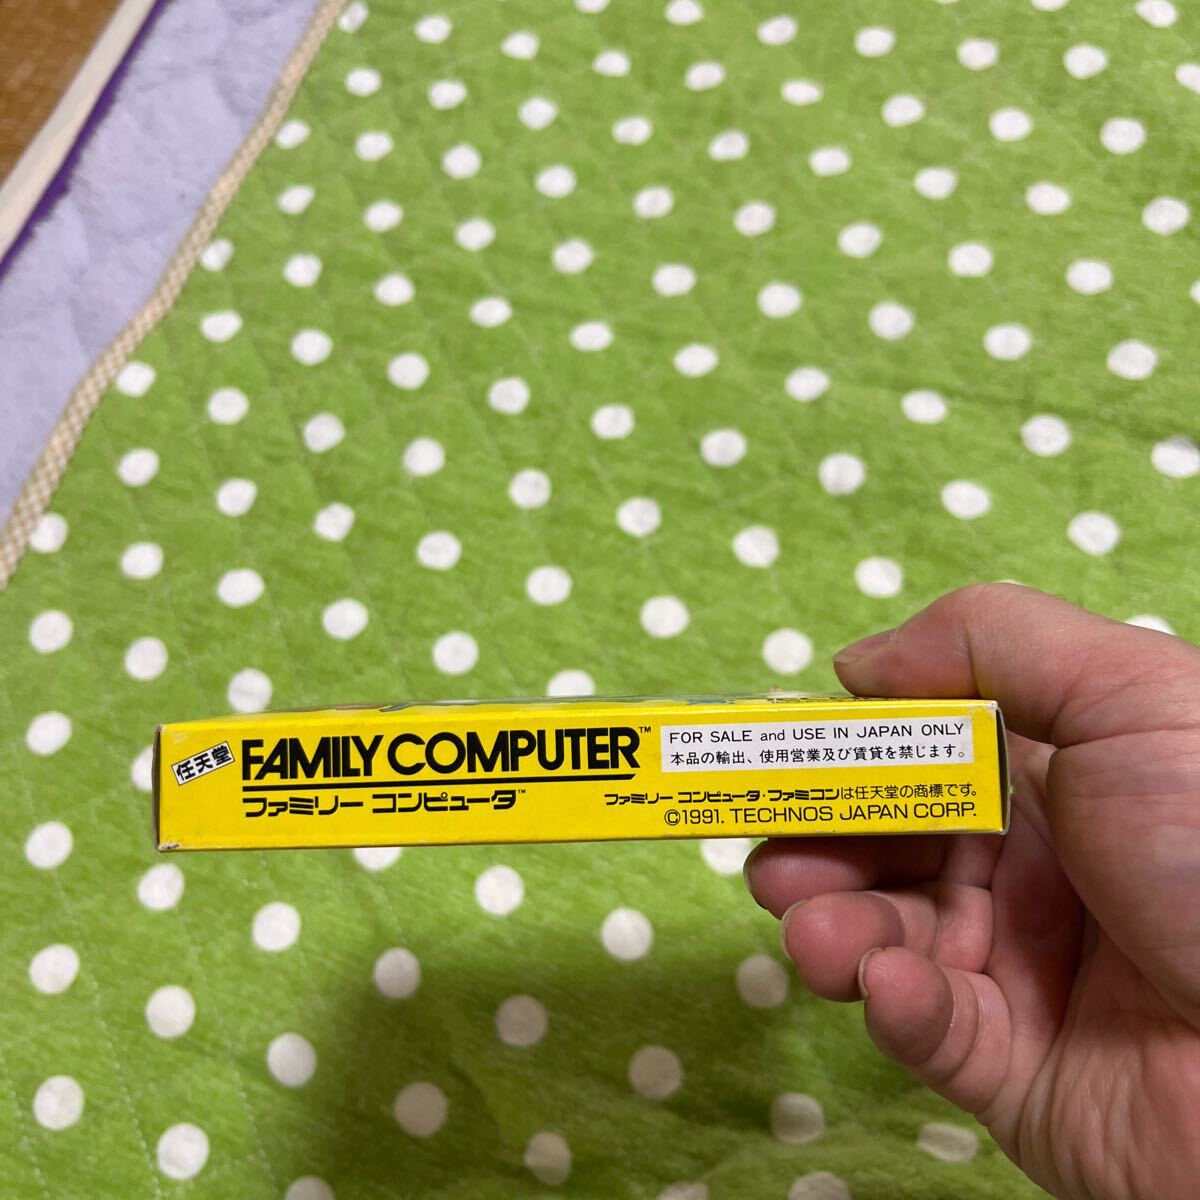 任天堂
FAMILY COMPUTER™
ファミリー コンピュータ™
FOR SALE and USE IN JAPAN ONLY
本品の輸出、使用営業及び賃貸を禁じます。
ファミリー コンピュータ・ファミコンは任天堂の商標です。
©1991. TECHNOS JAPAN CORP.